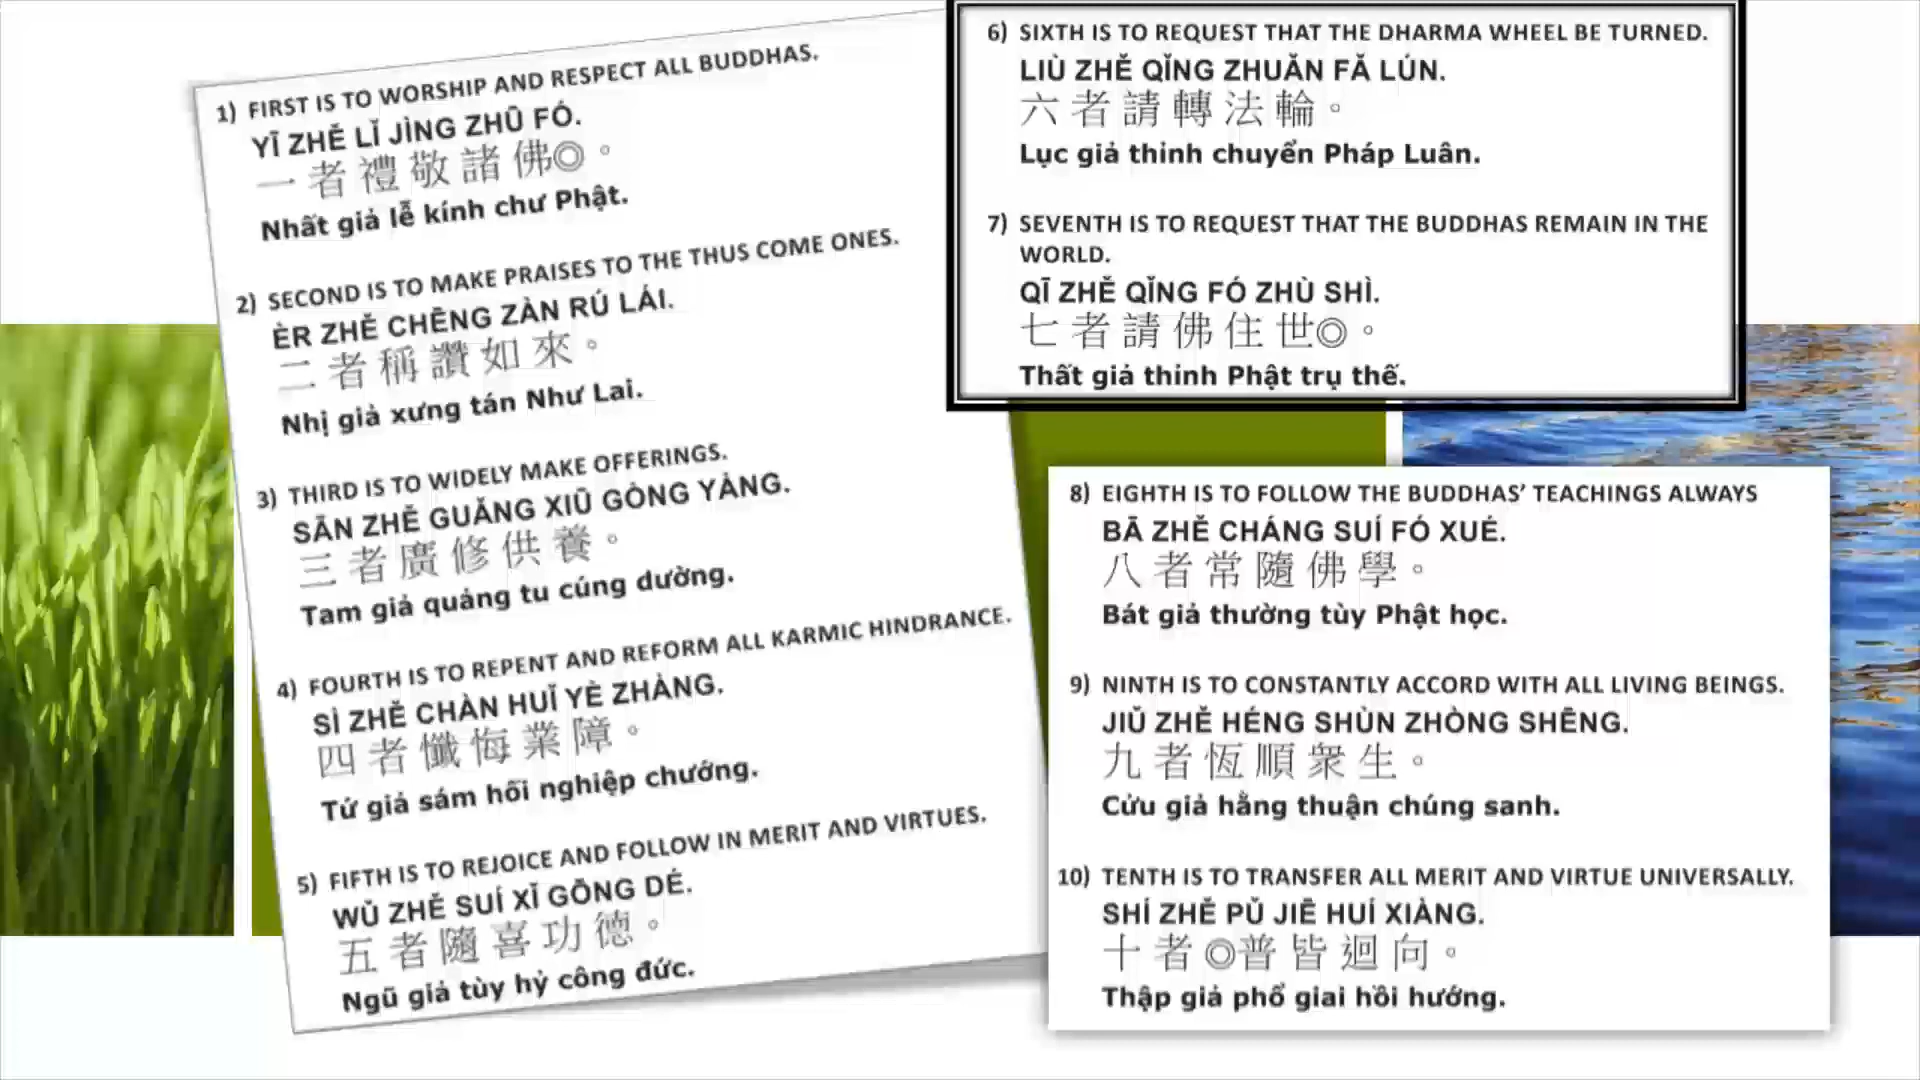 1) FIRST IS TO WORSHIP AND RESPECT ALL BUDDHAS.
YĪ ZHĚ LǏ JÌNG ZHŪ FÓ.
一者禮敬諸佛◎。
Nhất giả lễ kính chư Phật.
2) SECOND IS TO MAKE PRAISES TO THE THUS COME ONES.
ÈR ZHĚ CHĒNG ZÀN RÚ LÁI.
二者稱讚如來。
Nhị giả xưng tán Như Lai.
3) THIRD IS TO WIDELY MAKE OFFERINGS.
SĀN ZHĚ GUǍNG XIŪ GÒNG YÀNG.
三者廣修供養。
Tam giả quảng tu cúng dường.
4) FOURTH IS TO REPENT AND REFORM ALL KARMIC HINDRANCE.
SÌ ZHĚ CHÀN HUǏ YÈ ZHÀNG.
四者懺悔業障。
Tứ giả sám hối nghiệp chướng.
5) FIFTH IS TO REJOICE AND FOLLOW IN MERIT AND VIRTUES.
WǓ ZHĚ SUÍ XǏ GŌNG DÉ.
五者隨喜功德。
Ngũ giả tùy hỷ công đức.
6) SIXTH IS TO REQUEST THAT THE DHARMA WHEEL BE TURNED.
LIÙ ZHĚ QǏNG ZHUǍN FǍ LÚN.
六者請轉法輪。
Lục giả thỉnh chuyển Pháp Luân.
7) SEVENTH IS TO REQUEST THAT THE BUDDHAS REMAIN IN THE
WORLD.
QĪ ZHĚ QǏNG FÓ ZHÙ SHÌ.
七者請佛住世◎。
Thất giả thỉnh Phật trụ thế.
8) EIGHTH IS TO FOLLOW THE BUDDHAS’ TEACHINGS ALWAYS
BĀ ZHĚ CHÁNG SUÍ FÓ XUÉ.
八者常隨佛學。
Bát giả thường tùy Phật học.
9) NINTH IS TO CONSTANTLY ACCORD WITH ALL LIVING BEINGS.
JIǓ ZHĚ HÉNG SHÙN ZHÒNG SHĒNG.
九者恆順眾生。
Cửu giả hằng thuận chúng sanh.
10) TENTH IS TO TRANSFER ALL MERIT AND VIRTUE UNIVERSALLY.
SHÍ ZHĚ PǓ JIĒ HUÍ XIÀNG.
十者◎普皆迴向。
Thập giả phổ giai hồi hướng.